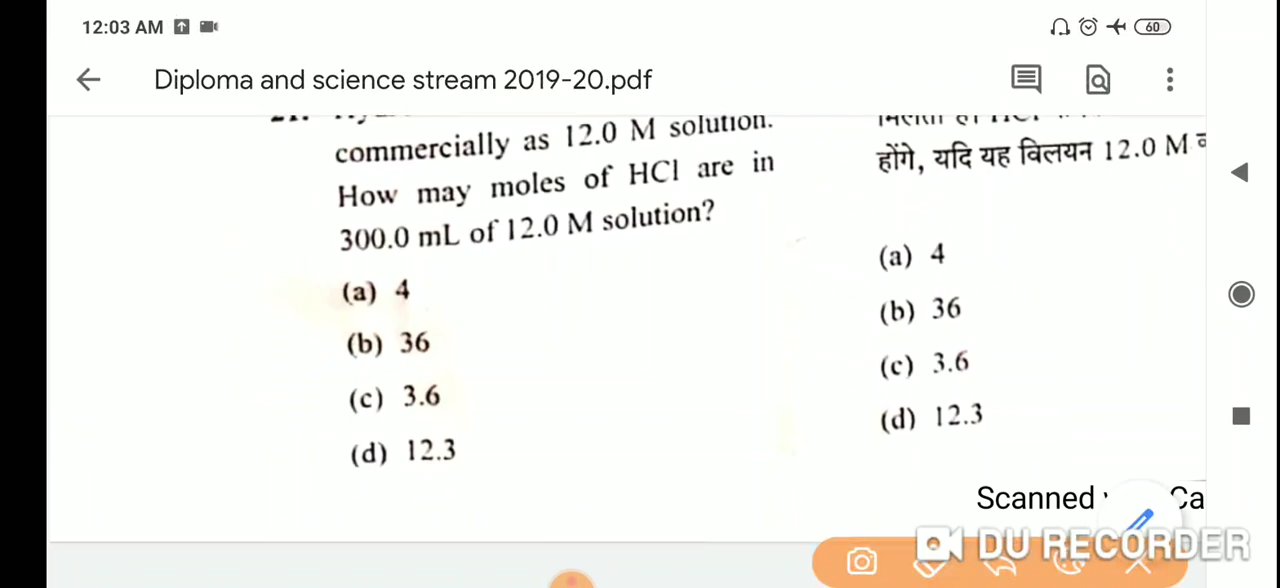 12:03 AM
60
Diploma and science stream 2019-20.pdf
commercially as 12.0 M solution.
How may moles of HCl are in
300.0 mL of 12.0 M solution?
(a) 4
(b) 36
(c) 3.6
(d) 12.3
होंगे, यदि यह विलयन 12.0 M
(a) 4
(b) 36
(c) 3.6
(d) 12.3
Scanned
Ca
DU RECORDER